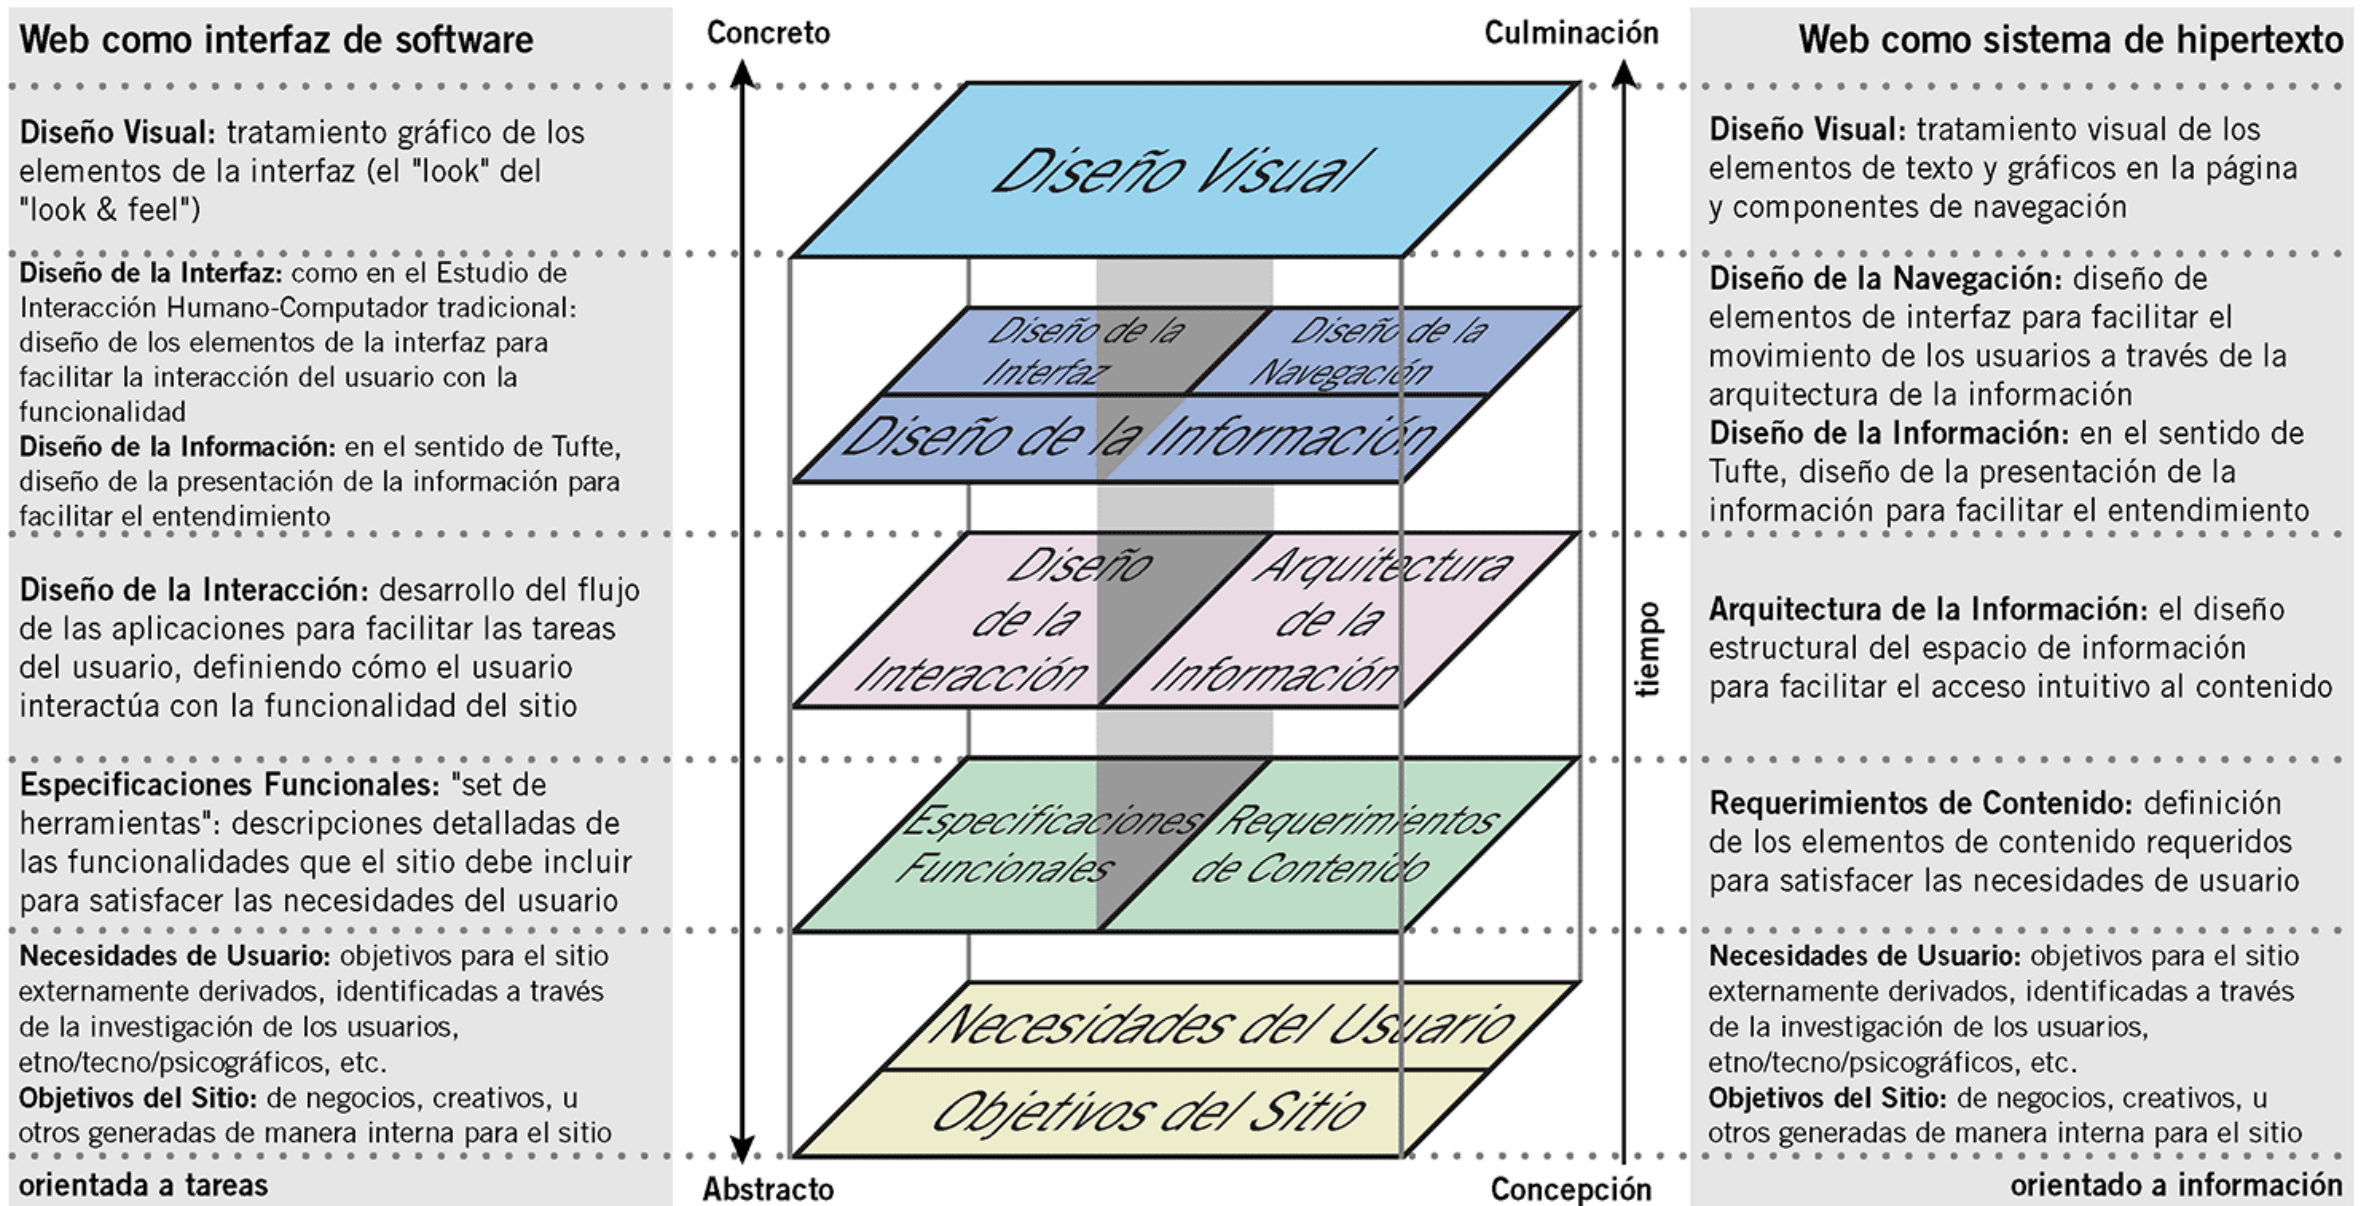 Web como interfaz de software
Diseño Visual: tratamiento gráfico de los
elementos de la interfaz (el "look" del
"look & feel")
Diseño de la Interfaz: como en el Estudio de
Interacción Humano-Computador tradicional:
diseño de los elementos de la interfaz para
facilitar la interacción del usuario con la
funcionalidad
Diseño de la Información: en el sentido de Tufte,
diseño de la presentación de la información para
facilitar el entendimiento
Diseño de la Interacción: desarrollo del flujo
de las aplicaciones para facilitar las tareas
del usuario, definiendo cómo el usuario
interactúa con la funcionalidad del sitio
Especificaciones Funcionales: "set de
herramientas": descripciones detalladas de
las funcionalidades que el sitio debe incluir
para satisfacer las necesidades del usuario
Necesidades de Usuario: objetivos para el sitio
externamente derivados, identificadas a través
de la investigación de los usuarios,
etno/tecno/psicográficos, etc.
Objetivos del Sitio: de negocios, creativos, u
otros generadas de manera interna para el sitio
orientada a tareas
Concreto
Culminación
Diseño Visual
Diseño de la
Interfaz
Diseño de la
Navegación
Diseño de la Información
Diseño
de la
Interacción
Arquitectura
de la
Información
Especificaciones
Funcionales
Requerimientos
de Contenido
Necesidades del Usuario
Objetivos del Sitio
tiempo
Abstracto
Concepción
Web como sistema de hipertexto
Diseño Visual: tratamiento visual de los
elementos de texto y gráficos en la página
y componentes de navegación
Diseño de la Navegación: diseño de
elementos de interfaz para facilitar el
movimiento de los usuarios a través de la
arquitectura de la información
Diseño de la Información: en el sentido de
Tufte, diseño de la presentación de la
información para facilitar el entendimiento
Arquitectura de la Información: el diseño
estructural del espacio de información
para facilitar el acceso intuitivo al contenido
Requerimientos de Contenido: definición
de los elementos de contenido requeridos
para satisfacer las necesidades de usuario
Necesidades de Usuario: objetivos para el sitio
externamente derivados, identificadas a través
de la investigación de los usuarios,
etno/tecno/psicográficos, etc.
Objetivos del Sitio: de negocios, creativos, u
otros generadas de manera interna para el sitio
orientado a información